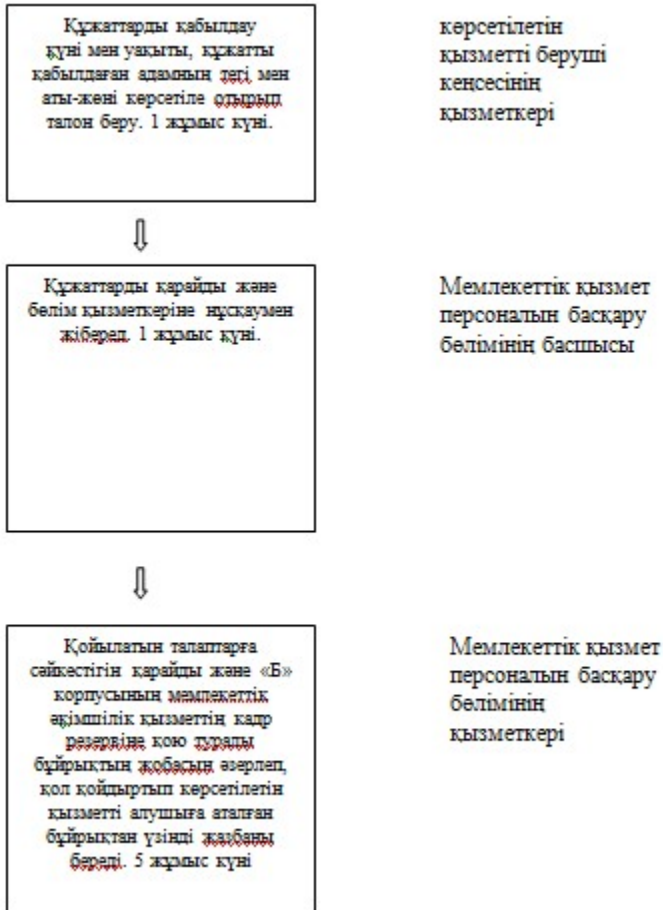 Құжаттарды қабылдау
күні мен уақыты, құжатты
қабылдаған адамның тегі мен
аты-жөні көрсетіле отырып
талон беру. 1 жұмыс күні.
көрсетілетін
қызметті беруші
кеңсесінің
қызметкері
Құжаттарды қарайды және
бөлім қызметкеріне нұсқаумен
жіберед. 1 жұмыс күні.
Мемлекеттік қызмет
персоналын басқару
бөлімінің басшысы
Қойылатын талаптарға
сәйкестігін қарайды және «Б»
корпусының мемлекеттік
әкімшілік қызметтің кадр
резервіне қою туралы
бұйрықтың жобасын әзерлеп,
қол қойдыртып көрсетілетін
қызметті алушыға аталған
бұйрықтан үзінді жазбаны
береді. 5 жұмыс күні
Мемлекеттік қызмет
персоналын басқару
бөлімінің
қызметкері